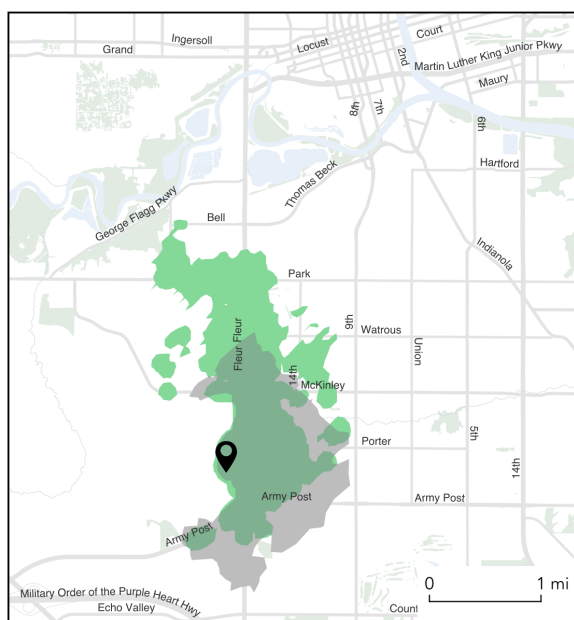 Ingersoll
Grand
Locust
Court
2nd
Martin Luther King Junior Pkwy
Maury
8th
7th
6th
Hartford
Thomas Beck
George Flagg Pkwy
Bell
Indianola
Park
Fleur Fleur
9th
Watrous
Union
14th
McKinley
5th
14th
Porter
Army Post
Army Post
Army Post
Military Order of the Purple Heart Hwy
Echo Valley
Count
0 1 mi